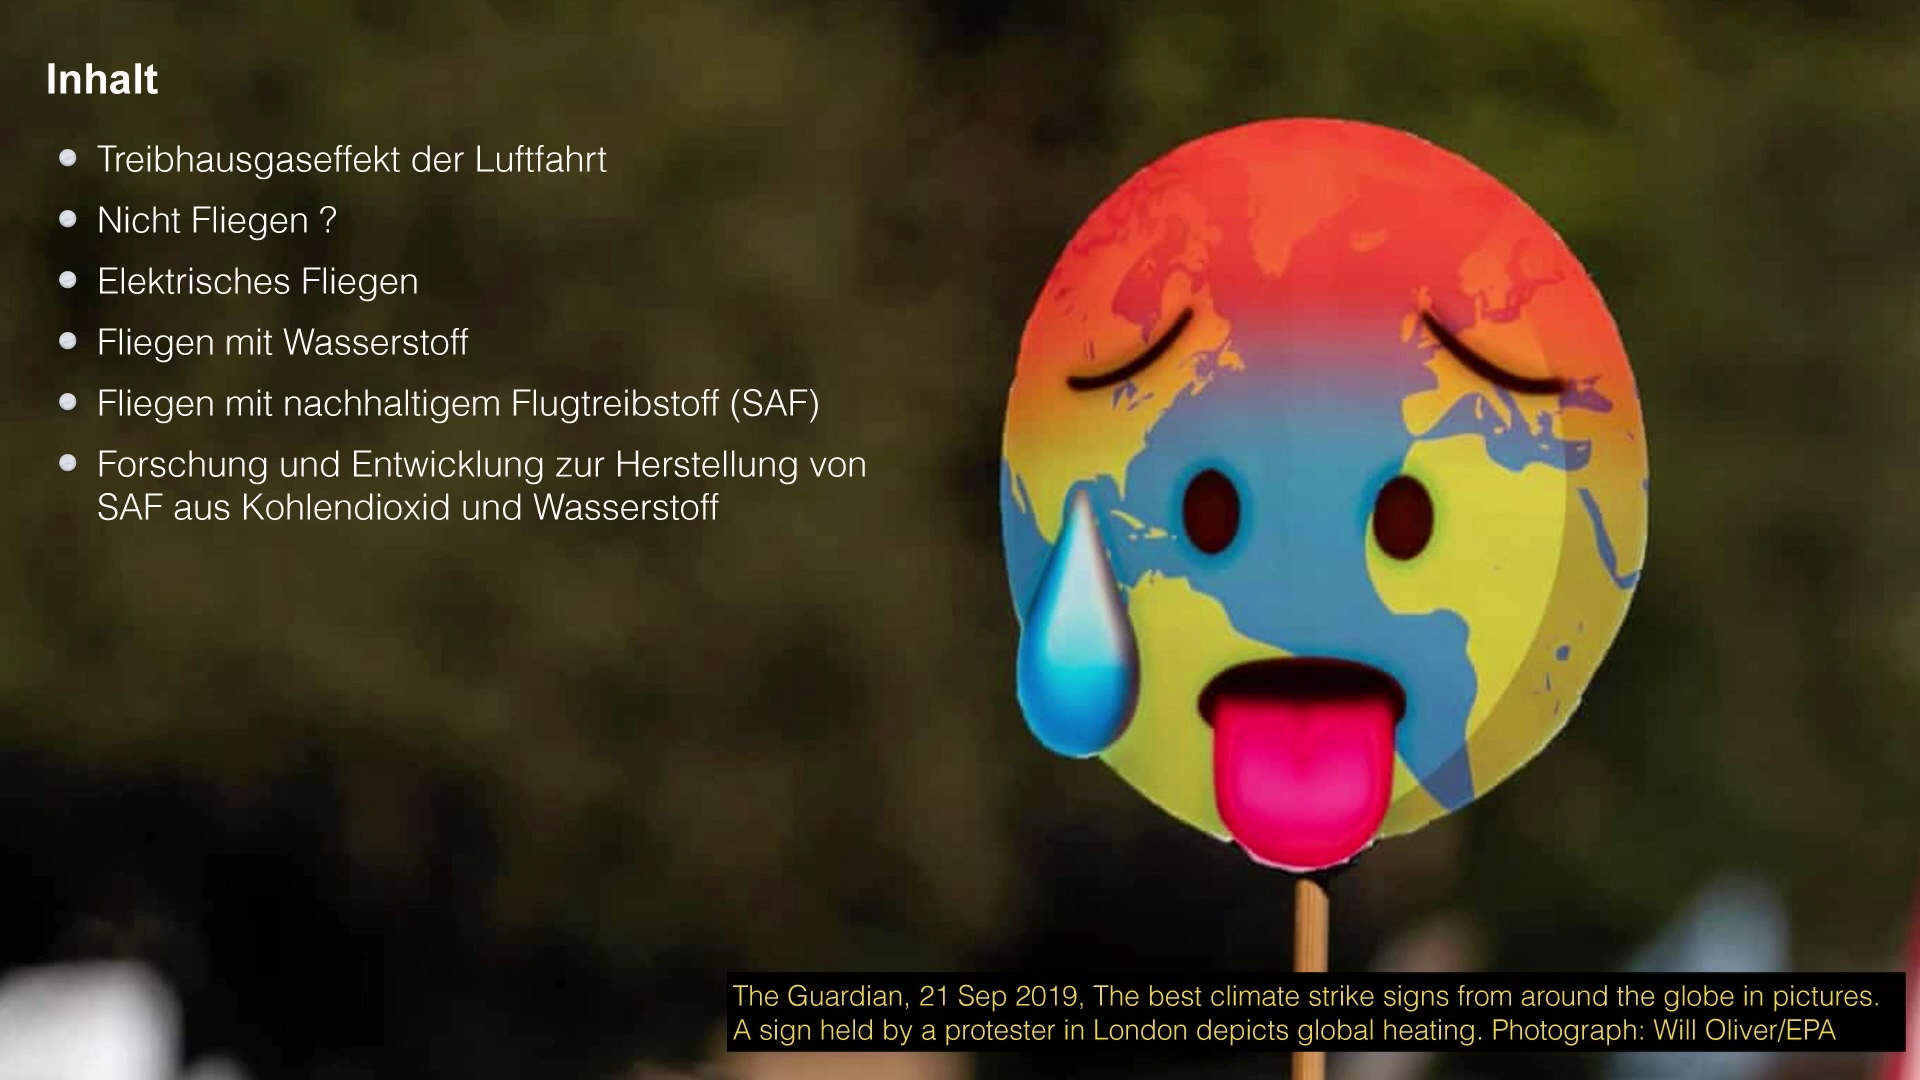 Inhalt
Treibhausgaseffekt der Luftfahrt
Nicht Fliegen ?
Elektrisches Fliegen
Fliegen mit Wasserstoff
Fliegen mit nachhaltigem Flugtreibstoff (SAF)
Forschung und Entwicklung zur Herstellung von
SAF aus Kohlendioxid und Wasserstoff
The Guardian, 21 Sep 2019, The best climate strike signs from around the globe in pictures.
A sign held by a protester in London depicts global heating. Photograph: Will Oliver/EPA